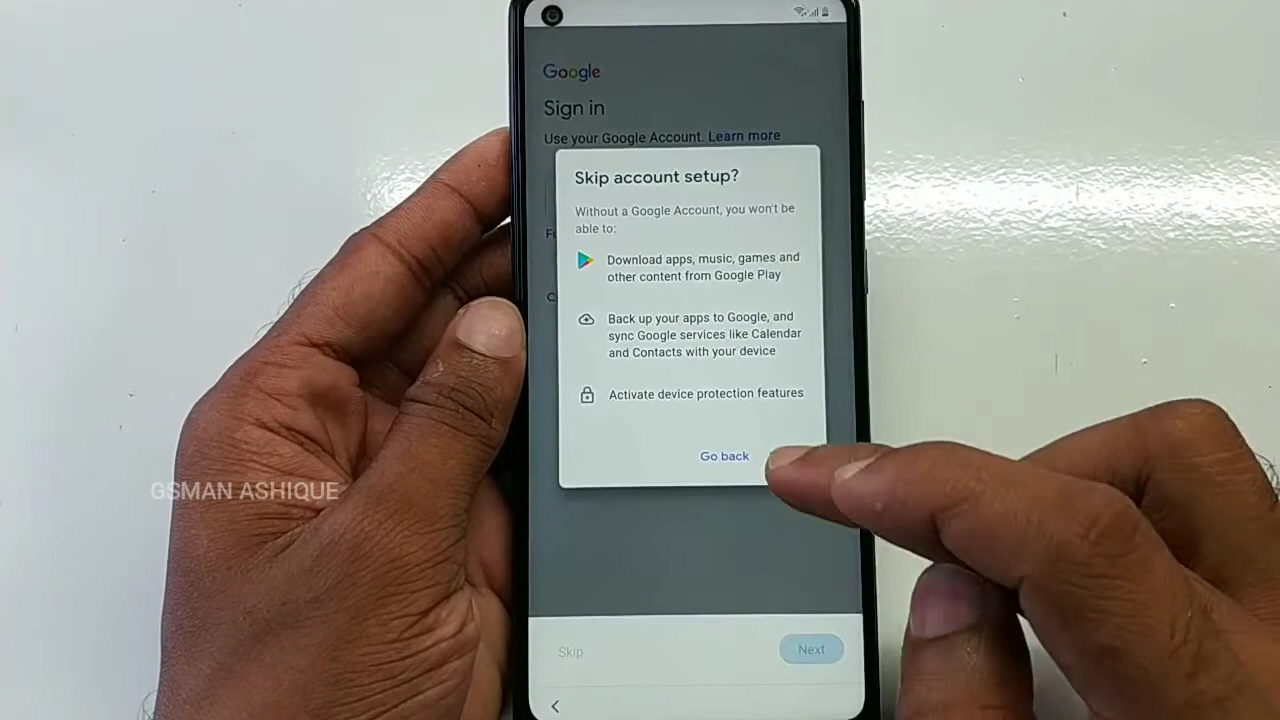 Google
Sign in
Use your Google Account. Learn more
Skip account setup?
Without a Google Account, you won't be
able to:
Download apps, music, games and
other content from Google Play
Back up your apps to Google, and
sync Google services like Calendar
and Contacts with your device
Activate device protection features
Go back
GSMAN ASHIQUE
Skip
Next